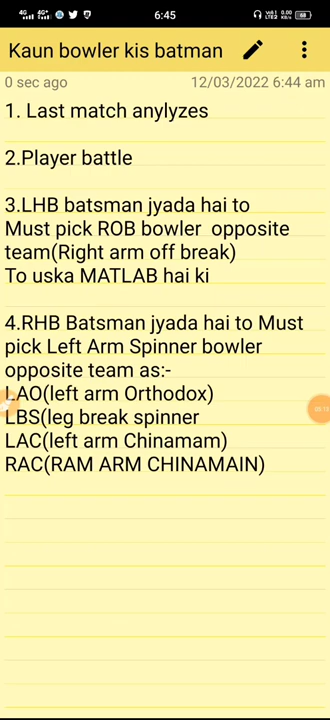 6:45
Kaun bowler kis batman
0 sec ago 12/03/2022 6:44 am
1. Last match anylyzes
2.Player battle
3.LHB batsman jyada hai to
Must pick ROB bowler opposite
team(Right arm off break)
To uska MATLAB hai ki
4.RHB Batsman jyada hai to Must
pick Left Arm Spinner bowler
opposite team as:-
LAO(left arm Orthodox)
LBS(leg break spinner
LAC(left arm Chinamam)
RAC(RAM ARM CHINAMAIN)